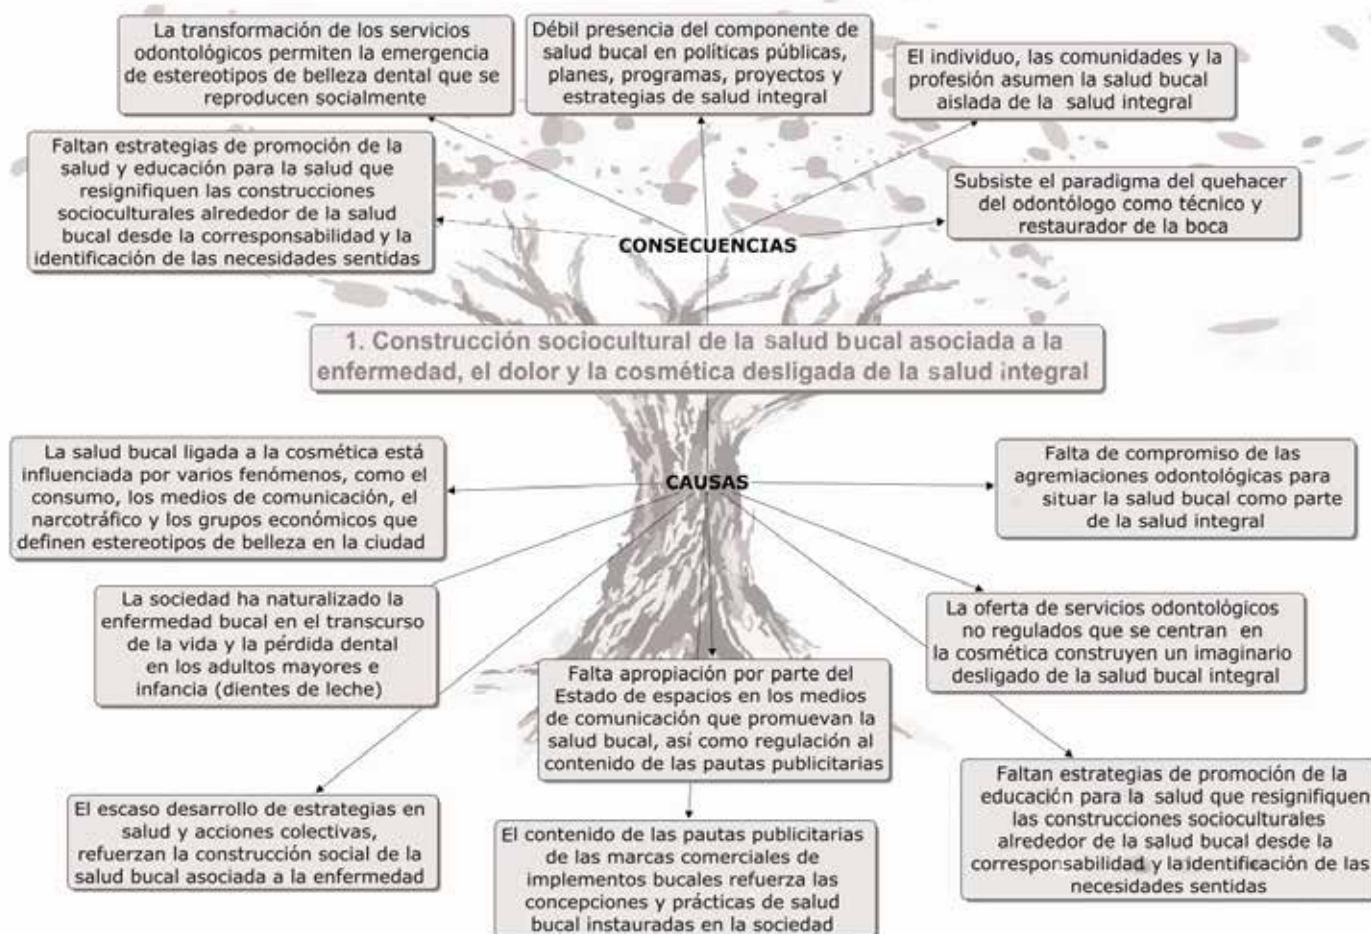 La transformación de los servicios
odontológicos permiten la emergencia
de estereotipos de belleza dental que se
reproducen socialmente
Débil presencia del componente de
salud bucal en políticas públicas,
planes, programas, proyectos y
estrategias de salud integral
El individuo, las comunidades y la
profesión asumen la salud bucal
aislada de la salud integral
Faltan estrategias de promoción de la
salud y educación para la salud que
resignifiquen las construcciones
socioculturales alrededor de la salud
bucal desde la corresponsabilidad y la
identificación de las necesidades sentidas
Subsiste el paradigma del quehacer
del odontólogo como técnico y
restaurador de la boca
CONSECUENCIAS
1. Construcción sociocultural de la salud bucal asociada a la
enfermedad, el dolor y la cosmética desligada de la salud integral
La salud bucal ligada a la cosmética está
influenciada por varios fenómenos, como el
consumo, los medios de comunicación, el
narcotráfico y los grupos económicos que
definen estereotipos de belleza en la ciudad
CAUSAS
Falta de compromiso de las
agremiaciones odontológicas para
situar la salud bucal como parte
de la salud integral
La sociedad ha naturalizado la
enfermedad bucal en el transcurso
de la vida y la pérdida dental
en los adultos mayores e
infancia (dientes de leche)
La oferta de servicios odontológicos
no regulados que se centran en
la cosmética construyen un imaginario
desligado de la salud bucal integral
Falta apropiación por parte del
Estado de espacios en los medios
de comunicación que promuevan la
salud bucal, así como regulación al
contenido de las pautas publicitarias
El escaso desarrollo de estrategias en
salud y acciones colectivas,
refuerzan la construcción social de la
salud bucal asociada a la enfermedad
El contenido de las pautas publicitarias
de las marcas comerciales de
implementos bucales refuerza las
concepciones y prácticas de salud
bucal instauradas en la sociedad
Faltan estrategias de promoción de la
educación para la salud que resignifiquen
las construcciones socioculturales
alrededor de la salud bucal desde la
corresponsabilidad y la identificación de las
necesidades sentidas